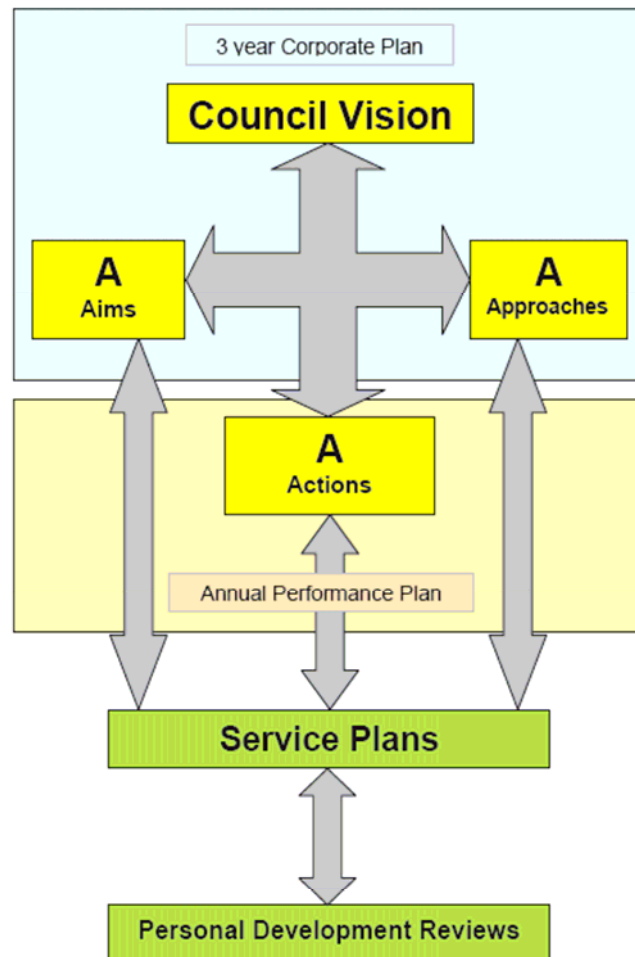 3 year Corporate Plan
Council Vision
A
Aims
A
Approaches
A
Actions
Annual Performance Plan
Service Plans
Personal Development Reviews